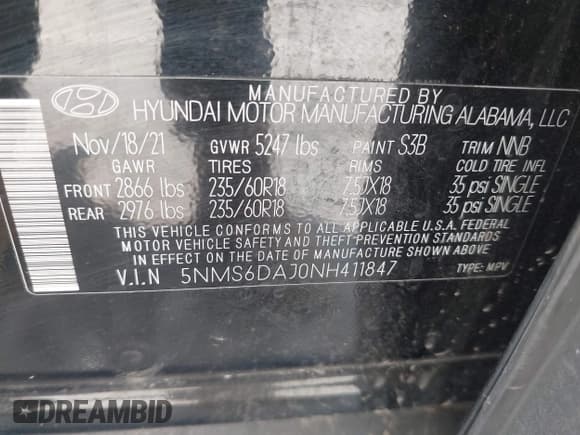 MANUFACTURED BY
HYUNDAI MOTOR MANUFACTURING ALABAMA, LLC
Nov/18/21 GVWR 5247 lbs PAINT S3B TRIM NNB
GAWR TIRES RIMS COLD TIRE INFL
FRONT 2866 lbs 235/60R18 7.5JX18 35 psi SINGLE
REAR 2976 lbs 235/60R18 7.5JX18 35 psi SINGLE
THIS VEHICLE CONFORMS TO ALL APPLICABLE U.S.A. FEDERAL
MOTOR VEHICLE SAFETY AND THEFT PREVENTION STANDARDS
IN EFFECT ON THE DATE OF MANUFACTURE SHOWN ABOVE.
V.I.N 5NMS6DAJ0NH411847 TYPE: MPV
DREAMBID